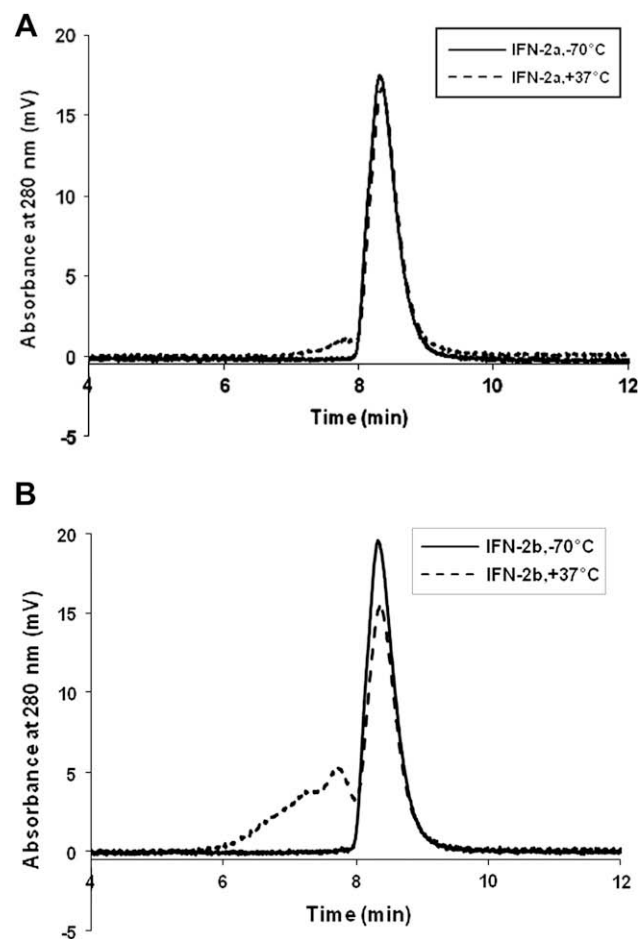 A
Absorbance at 280 nm (mV)
20
15
10
5
0
-5
4 6 8 10 12
Time (min)
IFN-2a,-70°C
IFN-2a,+37°C
B
Absorbance at 280 nm (mV)
20
15
10
5
0
-5
4 6 8 10 12
Time (min)
IFN-2b,-70°C
IFN-2b,+37°C